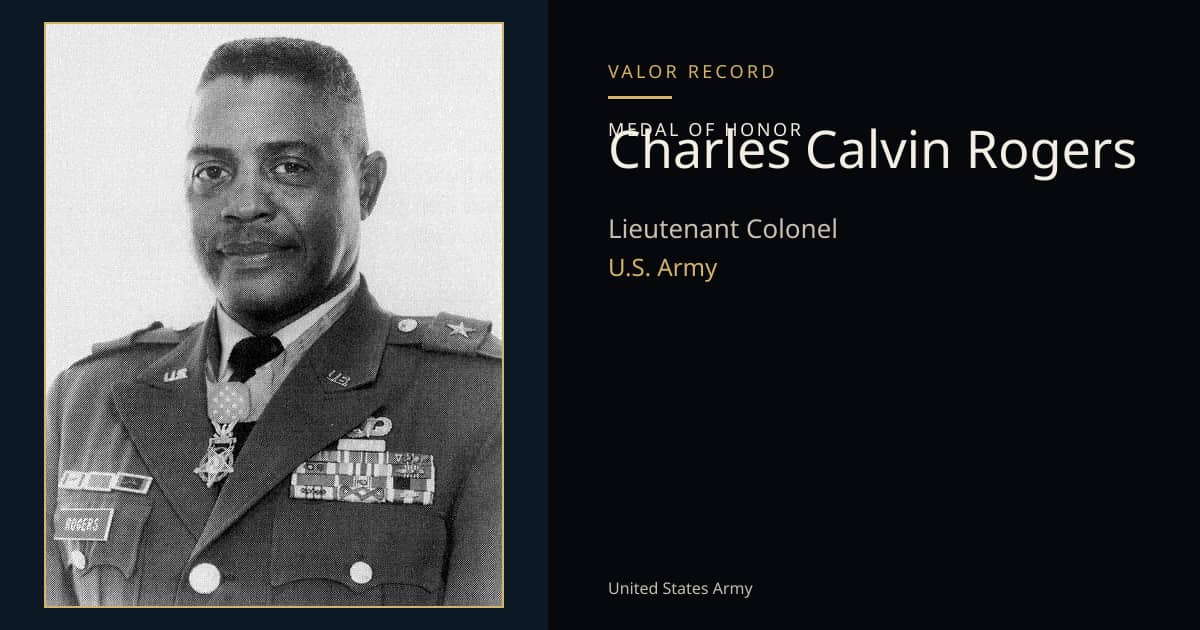 VALOR RECORD
MEDAL OF HONOR
Charles Calvin Rogers
Lieutenant Colonel
U.S. Army
U.S.
U.S.
ROGERS
United States Army